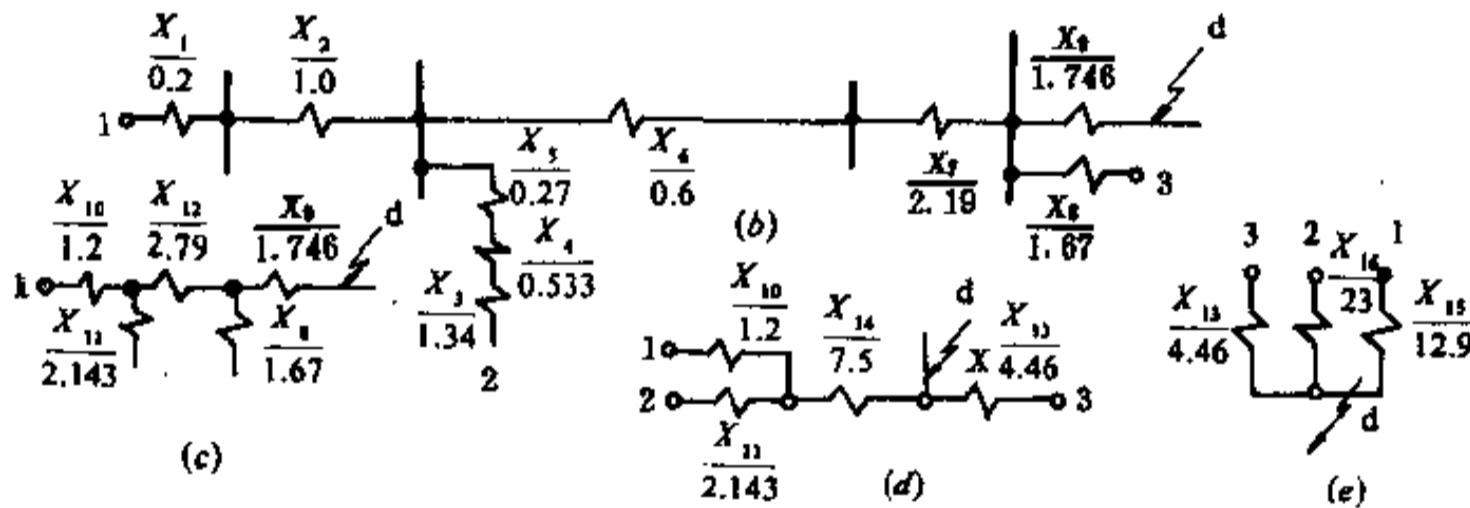 X₁
0.2
X₂
1.0
1
X₅
0.27
X₆
0.6
X₇
2.19
X₉
1.746
d
X₈
1.67
3
(b)
X₄
0.533
X₃
1.34
2
X₁₀
1.2
X₁₂
2.79
X₉
1.746
d
1
X₁₁
2.143
X₈
1.67
(c)
X₁₀
1.2
1
X₁₄
7.5
d
X₁₃
X 4.46
2
3
X₁₁
2.143
(d)
3
2
X₁₆
23
1
X₁₃
4.46
X₁₅
12.9
d
(e)